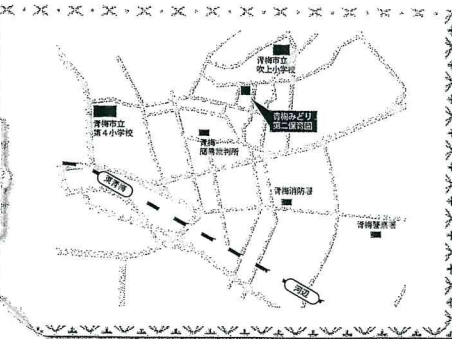 青梅市立
吹上小学校
青梅みどり
第二保育園
青梅市立
第4小学校
青梅
簡易裁判所
東青梅
青梅消防署
青梅警察署
河辺